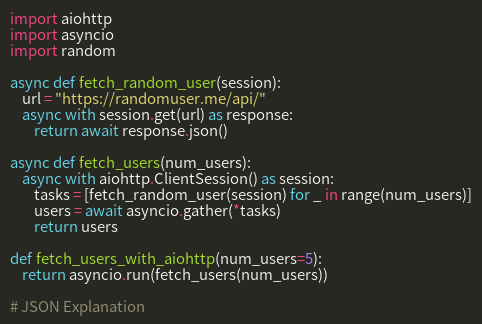 import aiohttp
import asyncio
import random

async def fetch_random_user(session):
    url = "https://randomuser.me/api/"
    async with session.get(url) as response:
        return await response.json()

async def fetch_users(num_users):
    async with aiohttp.ClientSession() as session:
        tasks = [fetch_random_user(session) for _ in range(num_users)]
        users = await asyncio.gather(*tasks)
        return users

def fetch_users_with_aiohttp(num_users=5):
    return asyncio.run(fetch_users(num_users))

# JSON Explanation